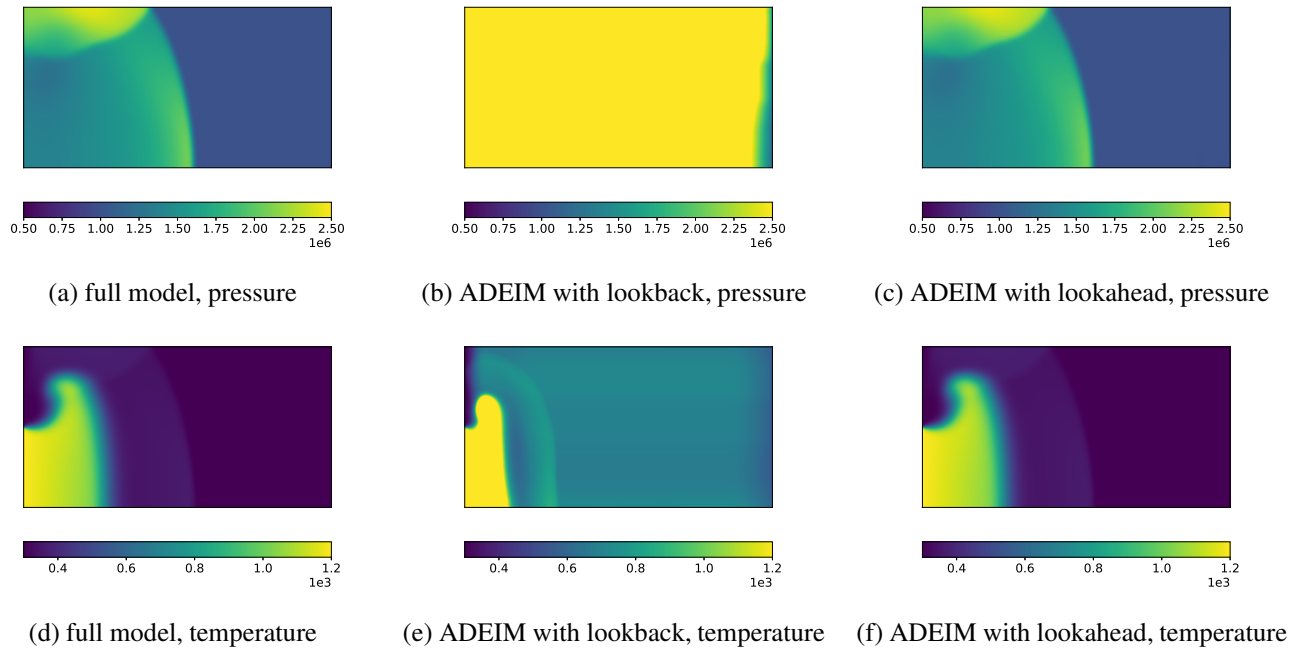 0.50 0.75 1.00 1.25 1.50 1.75 2.00 2.25 2.50
1e6
0.50 0.75 1.00 1.25 1.50 1.75 2.00 2.25 2.50
1e6
0.50 0.75 1.00 1.25 1.50 1.75 2.00 2.25 2.50
1e6
(a) full model, pressure
(b) ADEIM with lookback, pressure
(c) ADEIM with lookahead, pressure
0.4 0.6 0.8 1.0 1.2
1e3
0.4 0.6 0.8 1.0 1.2
1e3
0.4 0.6 0.8 1.0 1.2
1e3
(d) full model, temperature
(e) ADEIM with lookback, temperature
(f) ADEIM with lookahead, temperature